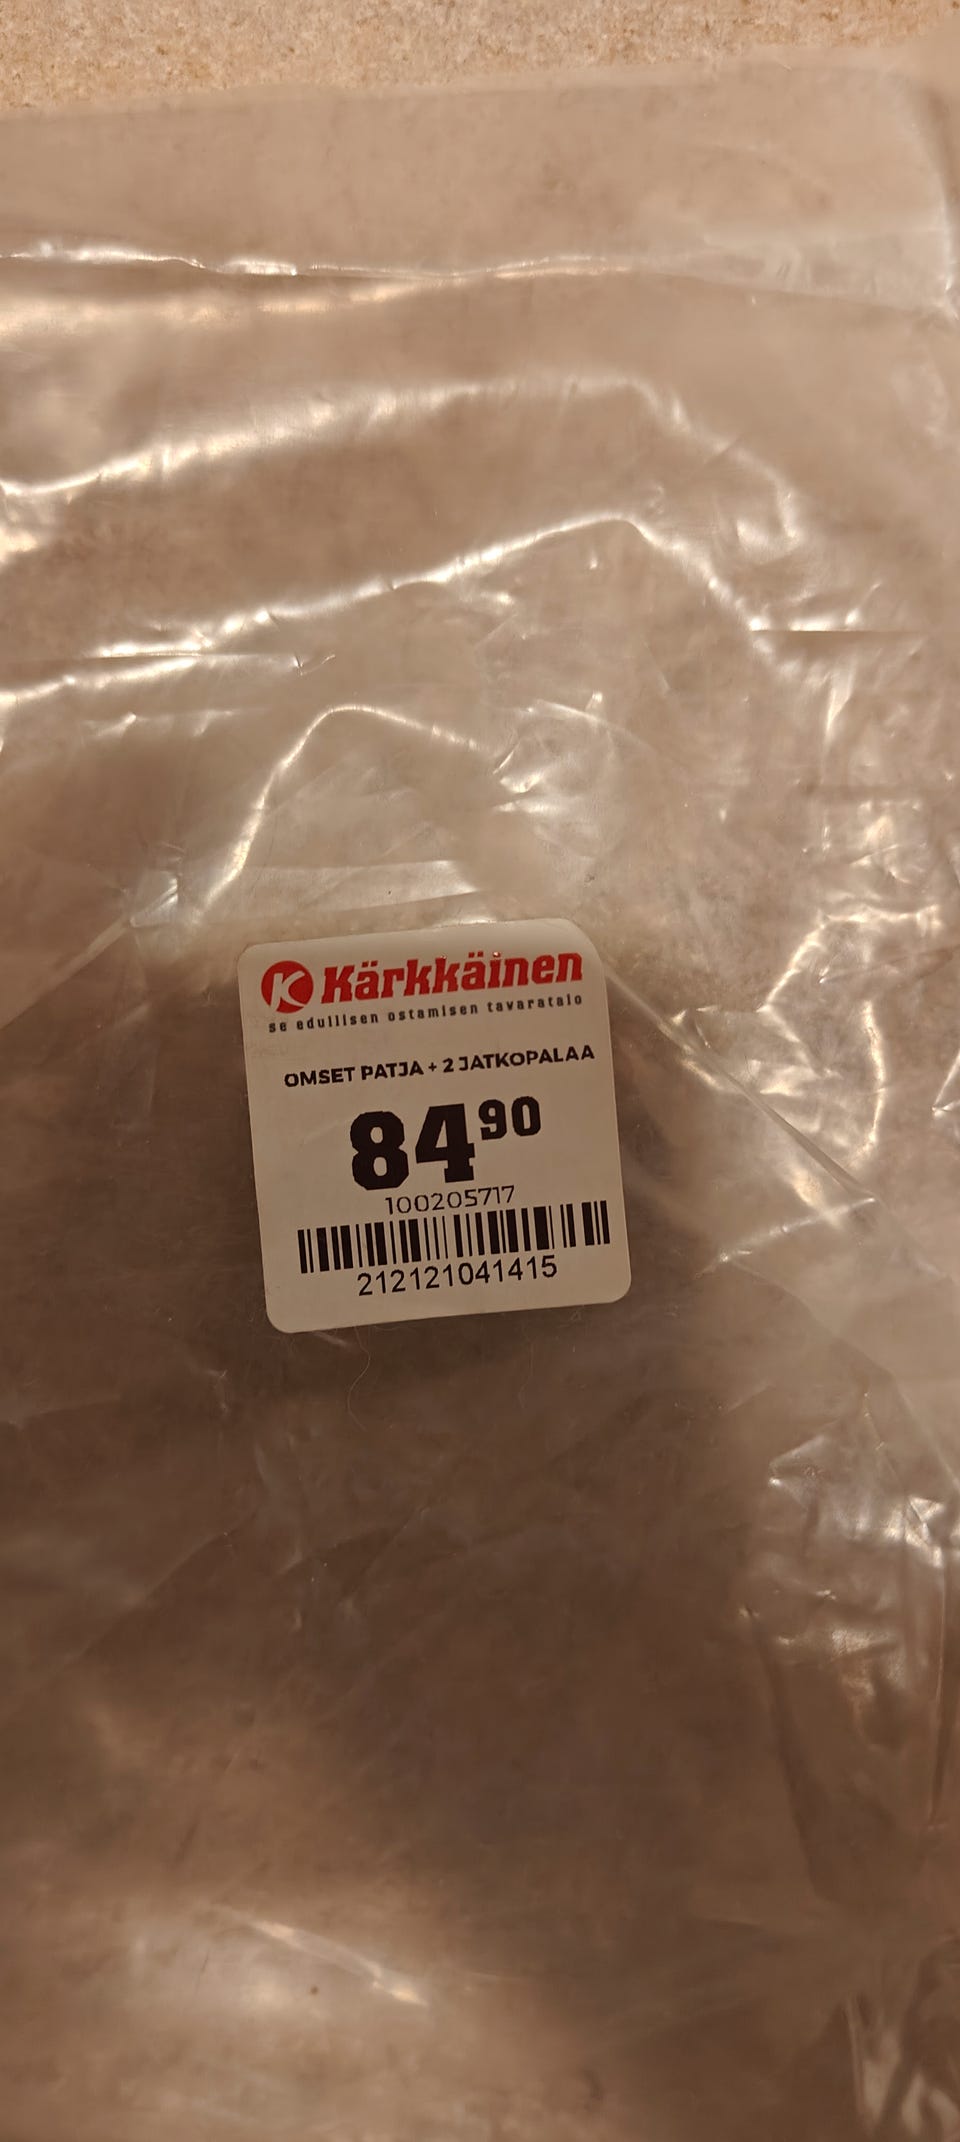 K Kärkkäinen
se edullisen ostamisen tavaratalo
OMSET PATJA + 2 JATKOPALAA
84 90
100205717
212121041415